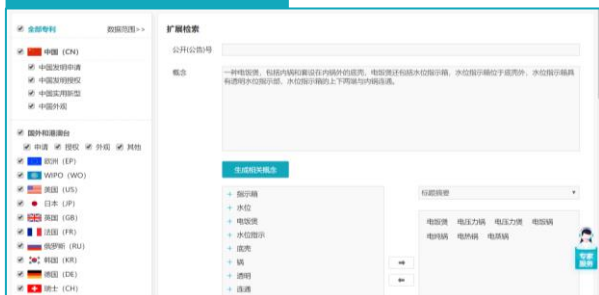 全部专利 数据范围>>
中国 (CN)
中国发明申请
中国发明授权
中国实用新型
中国外观
国外和港澳台
申请 授权 外观 其他
欧洲 (EP)
WIPO (WO)
美国 (US)
日本 (JP)
英国 (GB)
法国 (FR)
俄罗斯 (RU)
韩国 (KR)
德国 (DE)
瑞士 (CH)
扩展检索
公开(公告)号
概念
一种电饭煲，包括内锅和套设在内锅外的底壳，电饭煲还包括水位指示箱，水位指示箱位于底壳外，水位指示箱具
有透明水位指示部、水位指示箱的上下两端与内锅连通。
生成相关概念
+ 指示箱
+ 水位
+ 电饭煲
+ 水位指示
+ 底壳
+ 锅
+ 透明
+ 连通
标题摘要
电饭煲 电压力锅 电压力煲 电饭锅
电炖锅 电热锅 电蒸锅
专家
服务